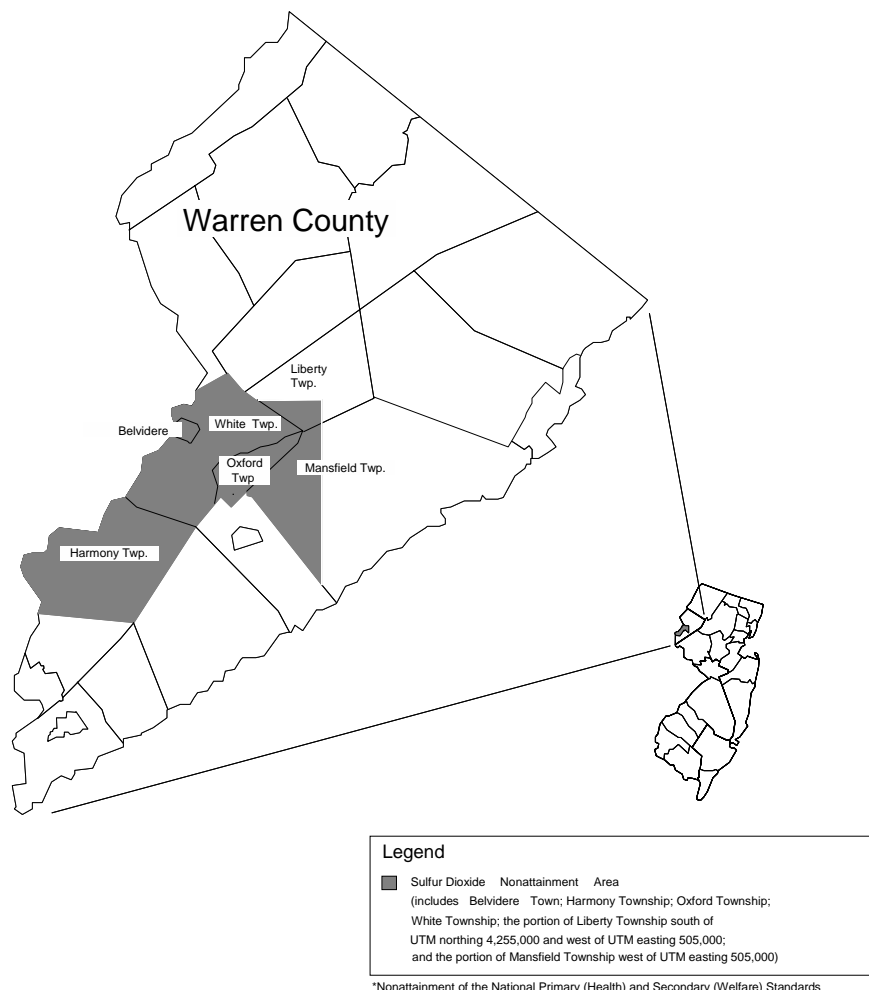 Warren County
Liberty
Twp.
White Twp.
Belvidere
Oxford
Twp
Mansfield Twp.
Harmony Twp.
Legend
Sulfur Dioxide Nonattainment Area
(includes Belvidere Town; Harmony Township; Oxford Township;
White Township; the portion of Liberty Township south of
UTM northing 4,255,000 and west of UTM easting 505,000;
and the portion of Mansfield Township west of UTM easting 505,000)
*Nonattainment of the National Primary (Health) and Secondary (Welfare) Standards